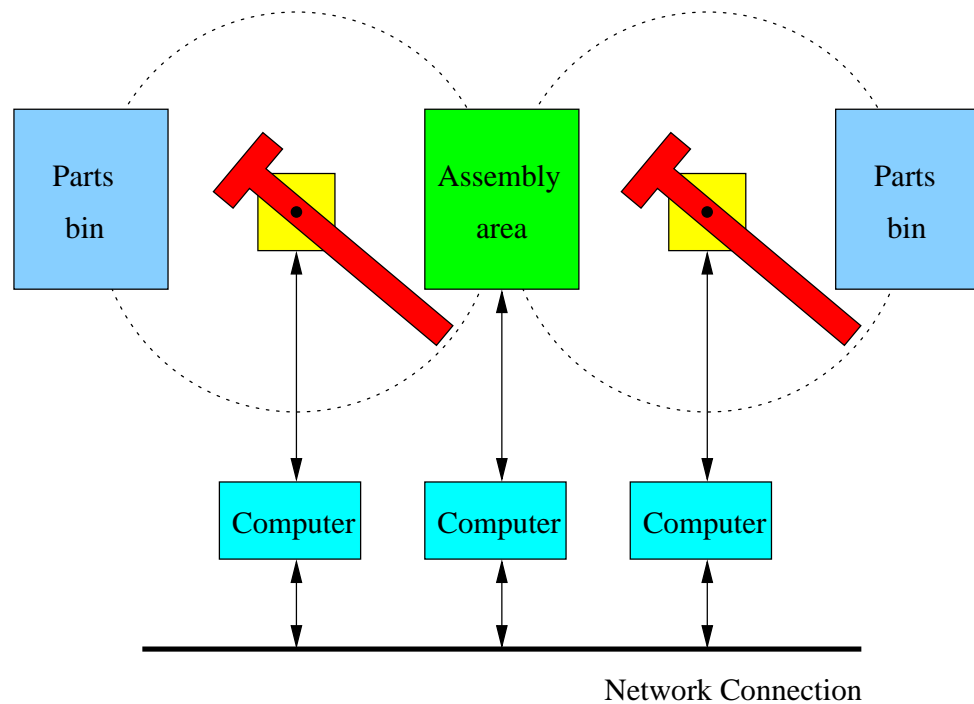 Parts
bin
Assembly
area
Parts
bin
Computer
Computer
Computer
Network Connection